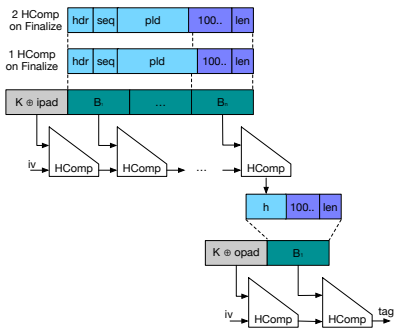 2 HComp
on Finalize
hdr seq pld 100.. len
1 HComp
on Finalize
hdr seq pld 100.. len
K ⊕ ipad B₁ ... Bₙ
iv HComp HComp ... HComp
h 100.. len
K ⊕ opad B₁
iv HComp HComp tag